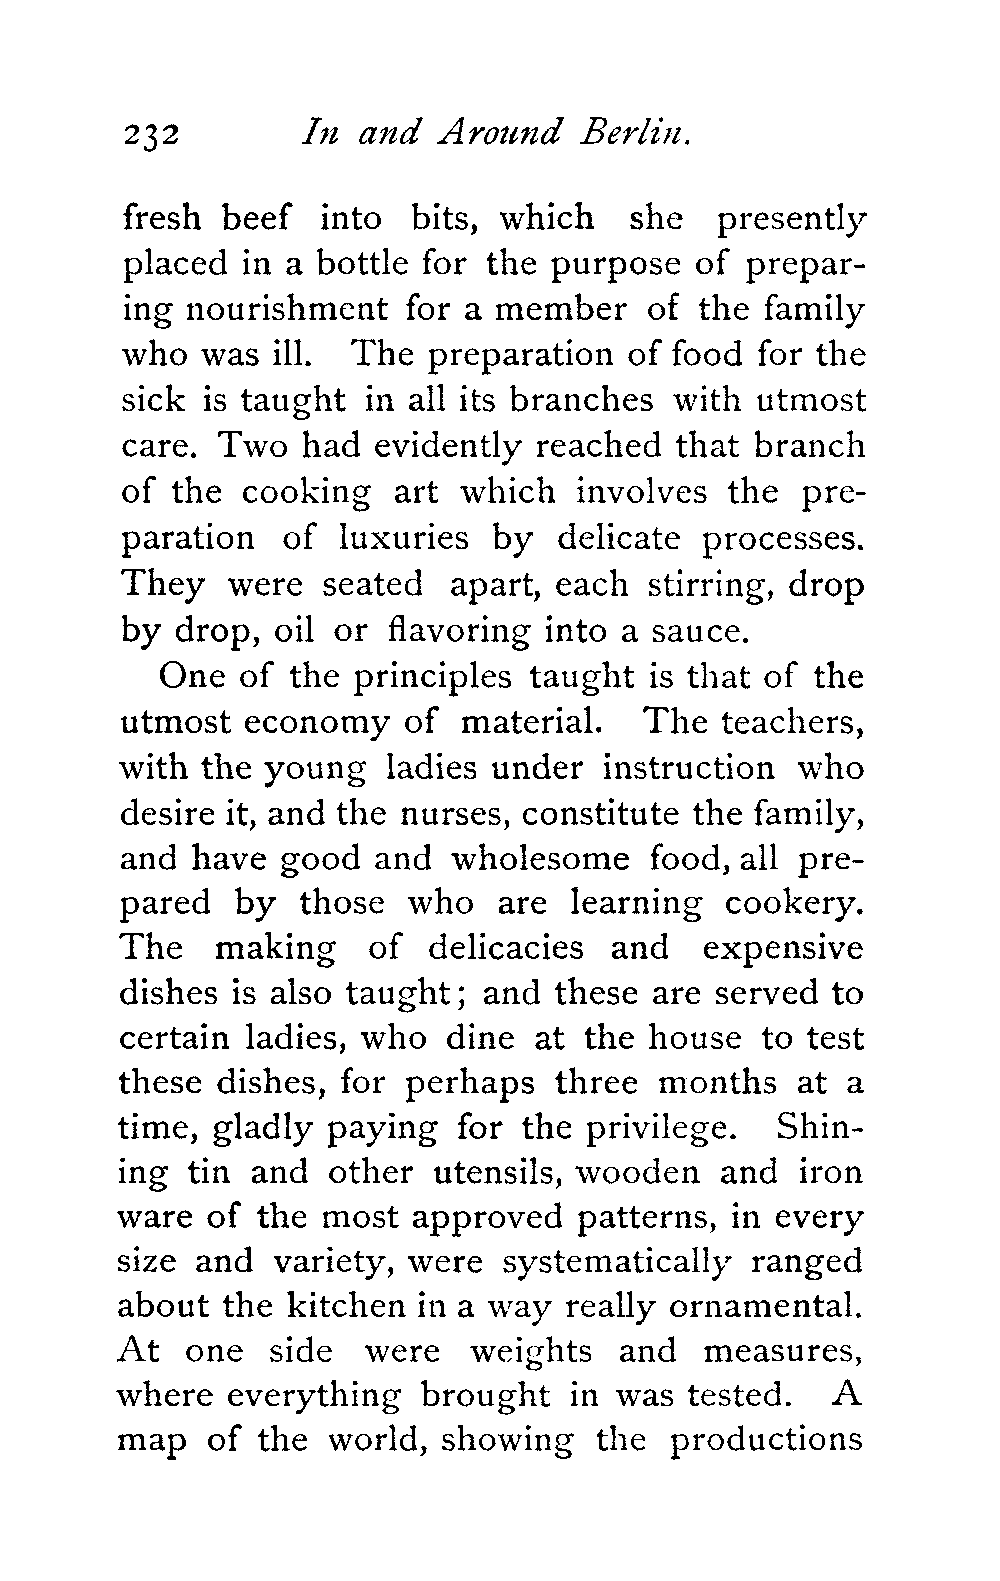 232 In and Around Berlin.
fresh beef into bits, which she presently
placed in a bottle for the purpose of prepar-
ing nourishment for a member of the family
who was ill. The preparation of food for the
sick is taught in all its branches with utmost
care. Two had evidently reached that branch
of the cooking art which involves the pre-
paration of luxuries by delicate processes.
They were seated apart, each stirring, drop
by drop, oil or flavoring into a sauce.
One of the principles taught is that of the
utmost economy of material. The teachers,
with the young ladies under instruction who
desire it, and the nurses, constitute the family,
and have good and wholesome food, all pre-
pared by those who are learning cookery.
The making of delicacies and expensive
dishes is also taught; and these are served to
certain ladies, who dine at the house to test
these dishes, for perhaps three months at a
time, gladly paying for the privilege. Shin-
ing tin and other utensils, wooden and iron
ware of the most approved patterns, in every
size and variety, were systematically ranged
about the kitchen in a way really ornamental.
At one side were weights and measures,
where everything brought in was tested. A
map of the world, showing the productions